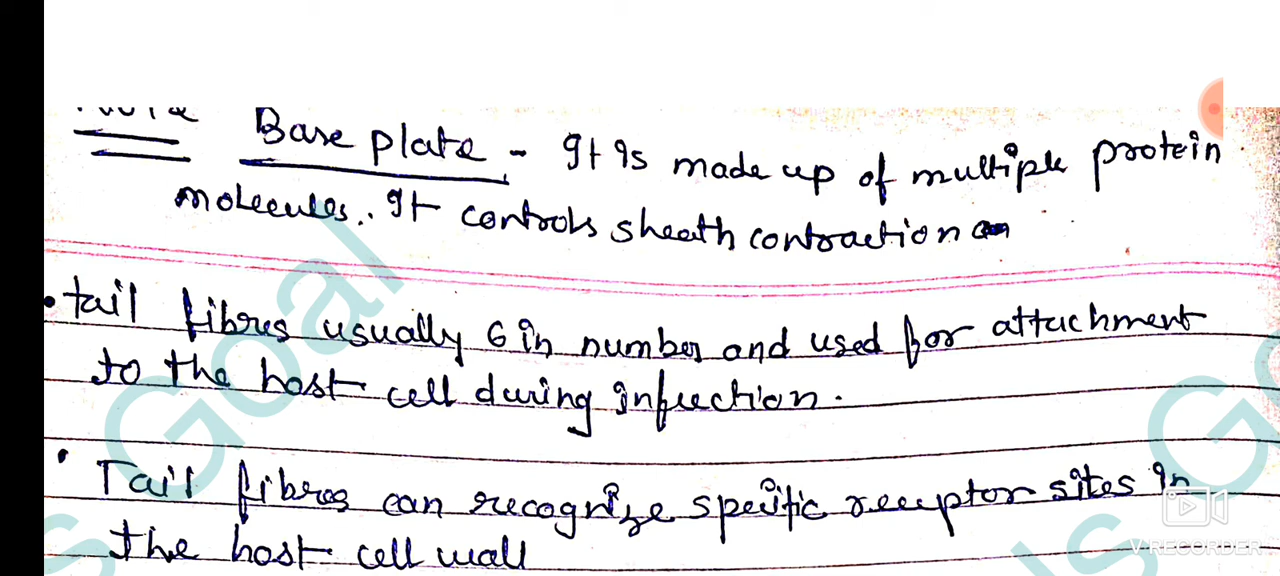 Base plate - It is made up of multiple protein
molecules. It controls sheath contraction
• tail fibres usually 6 in number and used for attachment
to the host cell during infection.
• Tail fibres can recognize specific receptor sites in
the host cell wall
Goal
V RECORDER